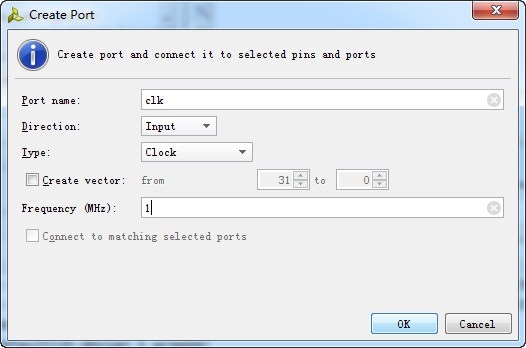 Create Port
Create port and connect it to selected pins and ports
Port name: clk
Direction: Input
Type: Clock
Create vector: from 31 to 0
Frequency (MHz): 1
Connect to matching selected ports
OK Cancel